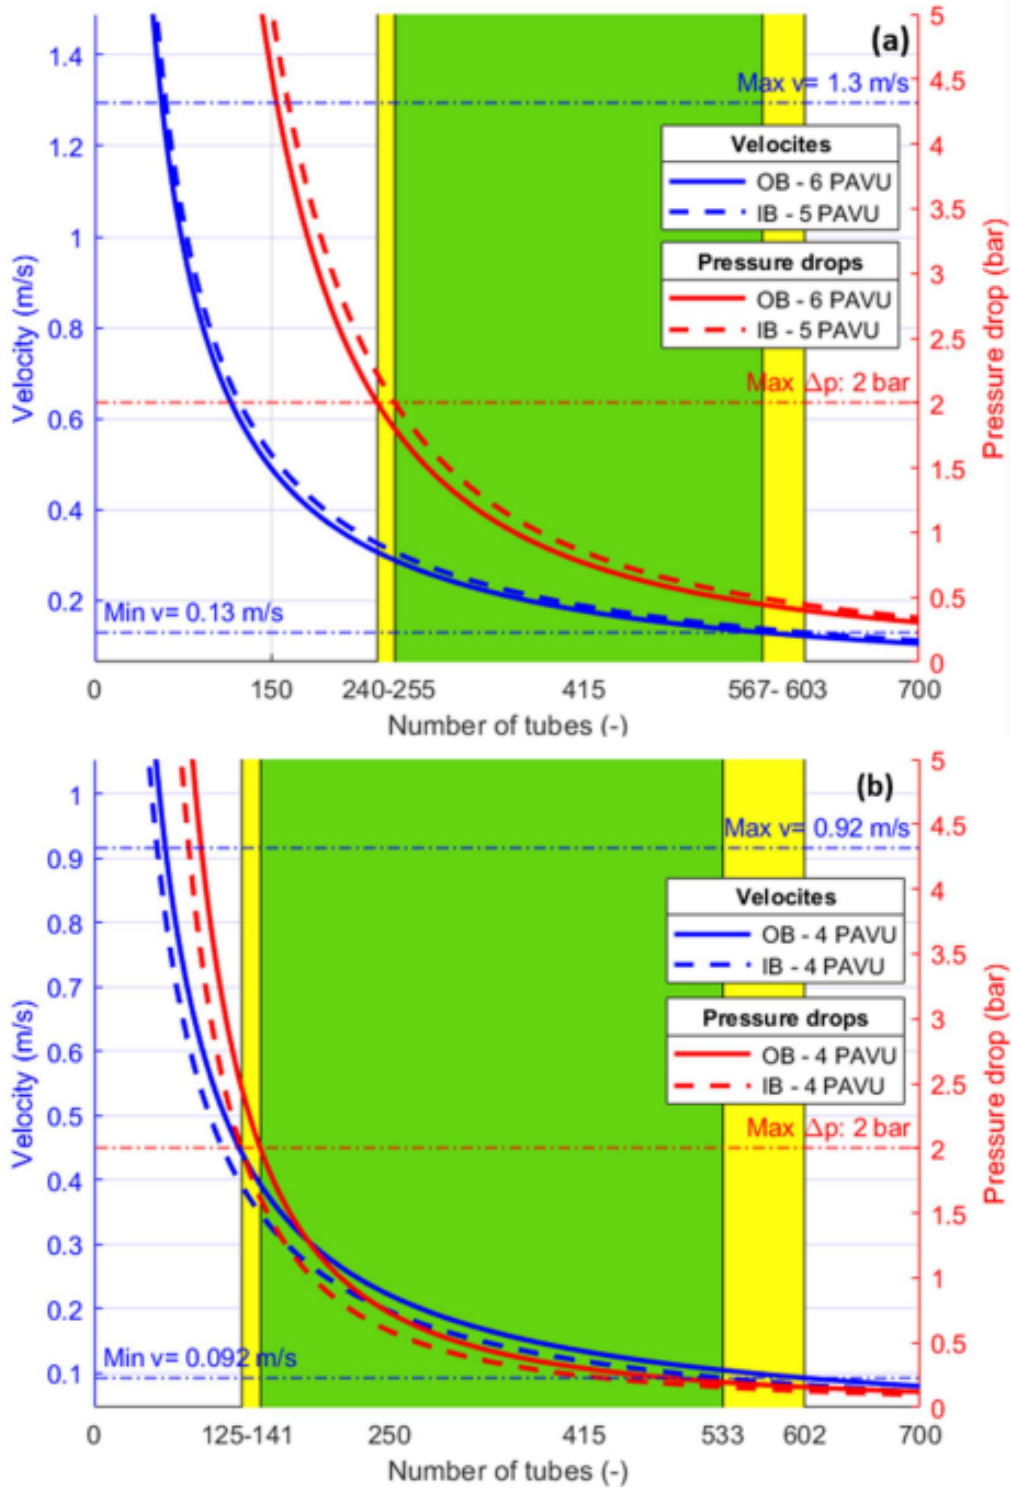 (a)
1.4
1.2
1
0.8
0.6
0.4
0.2
Velocity (m/s)
5
4.5
4
3.5
3
2.5
2
1.5
1
0.5
0
Pressure drop (bar)
Max v= 1.3 m/s
Velocites
OB - 6 PAVU
IB - 5 PAVU
Pressure drops
OB - 6 PAVU
IB - 5 PAVU
Max Δp: 2 bar
Min v= 0.13 m/s
0 150 240-255 415 567- 603 700
Number of tubes (-)
(b)
1
0.9
0.8
0.7
0.6
0.5
0.4
0.3
0.2
0.1
Velocity (m/s)
5
4.5
4
3.5
3
2.5
2
1.5
1
0.5
0
Pressure drop (bar)
Max v= 0.92 m/s
Velocites
OB - 4 PAVU
IB - 4 PAVU
Pressure drops
OB - 4 PAVU
IB - 4 PAVU
Max Δp: 2 bar
Min v= 0.092 m/s
0 125-141 250 415 533 602 700
Number of tubes (-)